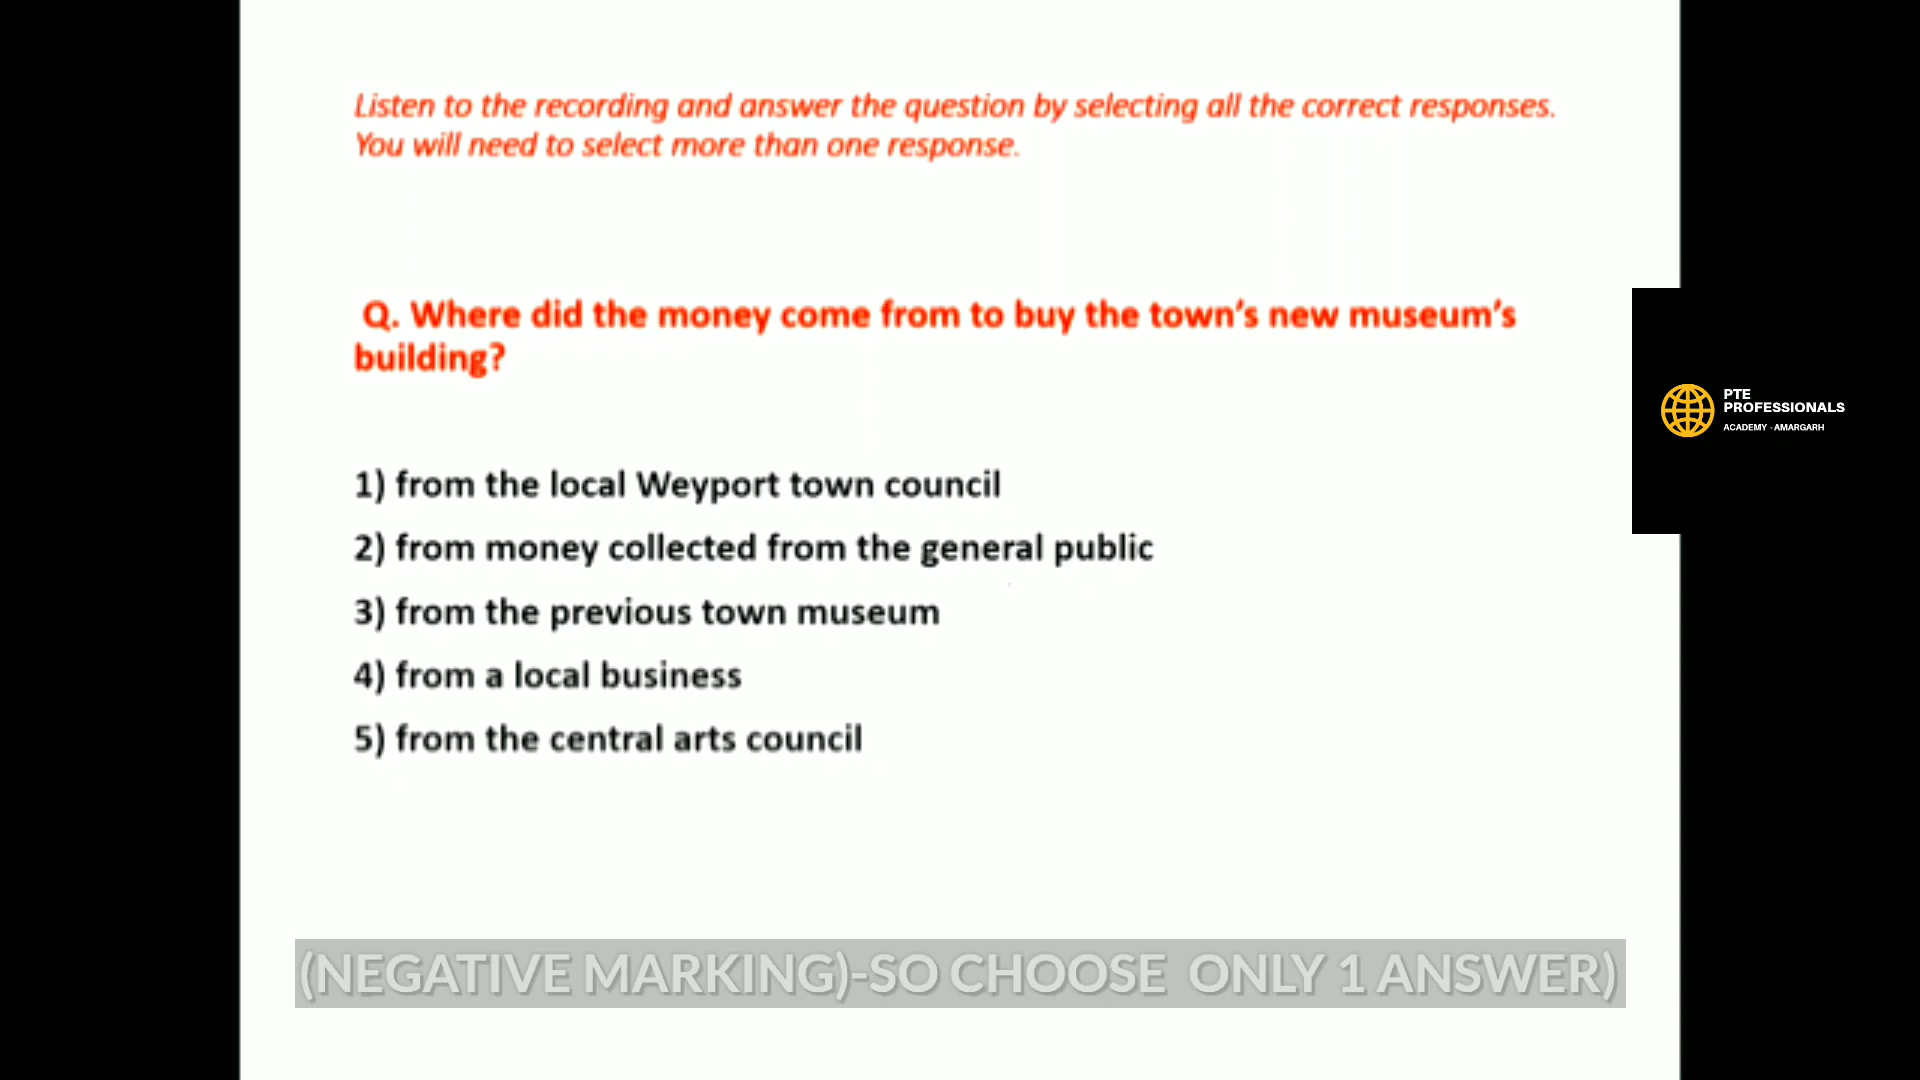 Listen to the recording and answer the question by selecting all the correct responses.
You will need to select more than one response.
Q. Where did the money come from to buy the town’s new museum’s
building?
1) from the local Weyport town council
2) from money collected from the general public
3) from the previous town museum
4) from a local business
5) from the central arts council
PTE
PROFESSIONALS
ACADEMY - AMARGARH
(NEGATIVE MARKING)-SO CHOOSE ONLY 1 ANSWER)